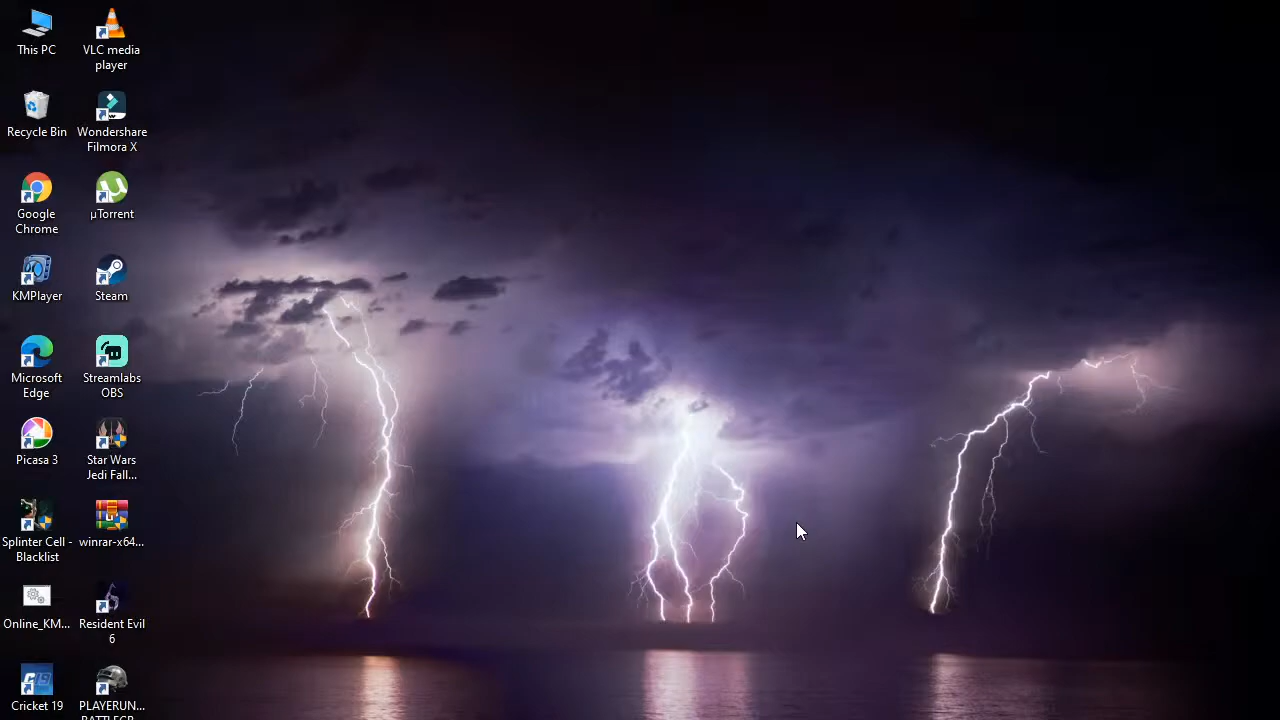 This PC
VLC media
player
Recycle Bin
Wondershare
Filmora X
Google
Chrome
µTorrent
KMPlayer
Steam
Microsoft
Edge
Streamlabs
OBS
Picasa 3
Star Wars
Jedi Fall...
Splinter Cell -
Blacklist
winrar-x64...
Online_KM...
Resident Evil
6
Cricket 19
PLAYERUN...
BATTLEGR...